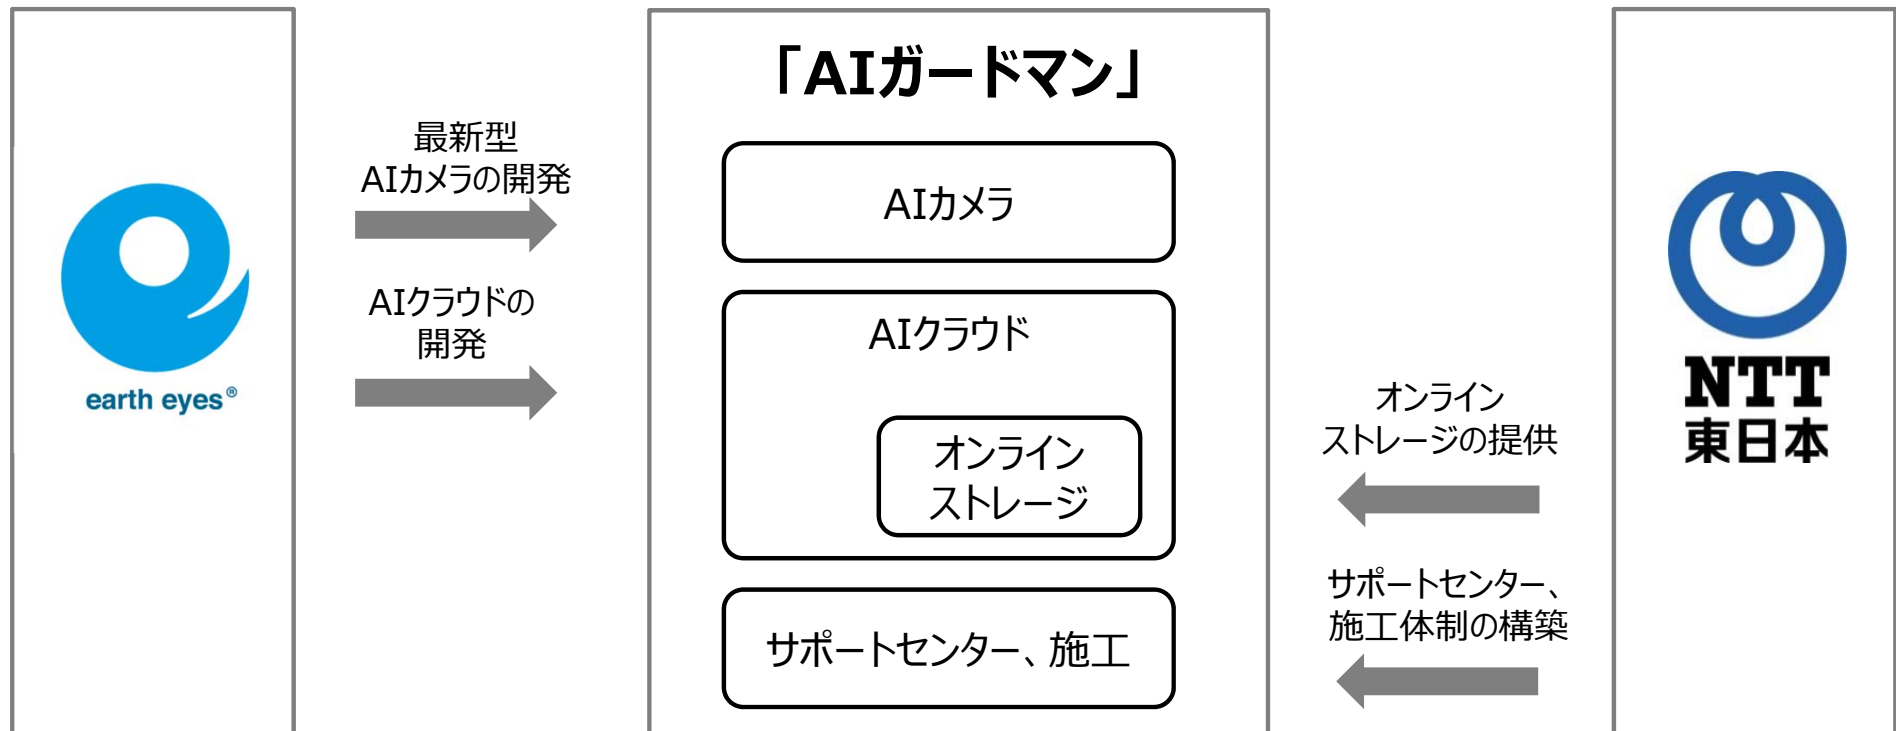 「AIガードマン」
最新型
AIカメラの開発
AIクラウドの
開発
earth eyes®
AIカメラ
AIクラウド
オンライン
ストレージ
サポートセンター、施工
オンライン
ストレージの提供
サポートセンター、
施工体制の構築
NTT
東日本